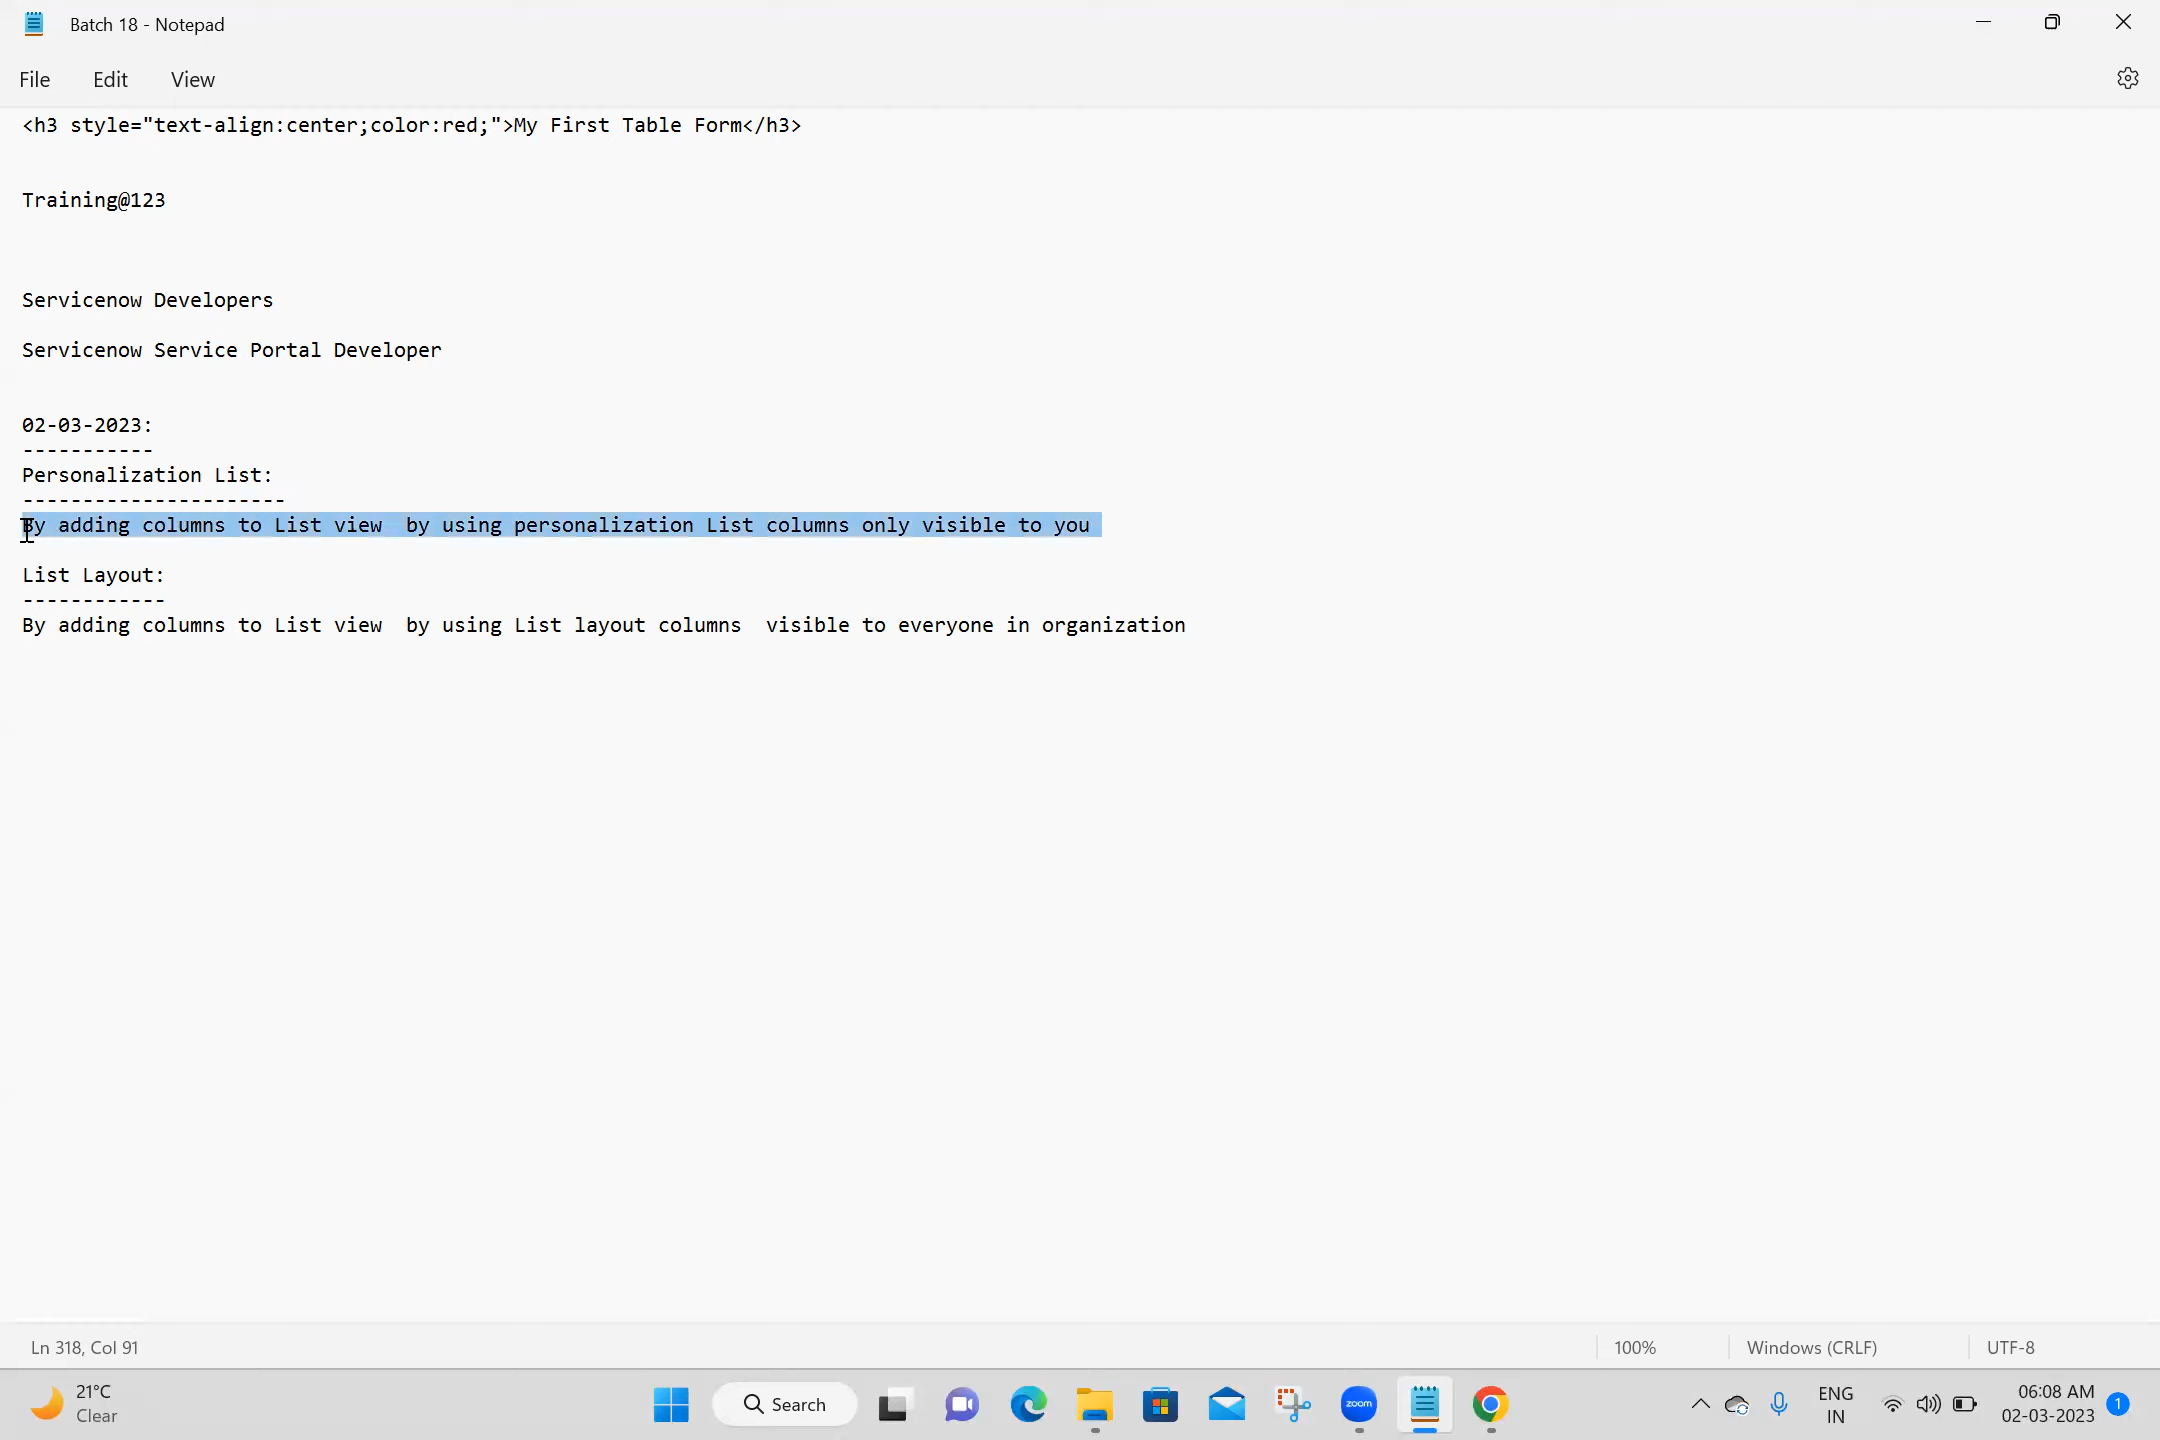 Batch 18 - Notepad
File Edit View
<h3 style="text-align:center;color:red;">My First Table Form</h3>
Training@123
Servicenow Developers
Servicenow Service Portal Developer
02-03-2023:
-----------
Personalization List:
----------------------
By adding columns to List view  by using personalization List columns only visible to you
List Layout:
------------
By adding columns to List view  by using List layout columns  visible to everyone in organization
Ln 318, Col 91 100% Windows (CRLF) UTF-8
21°C
Clear
Search
zoom
ENG
IN
06:08 AM
02-03-2023
1